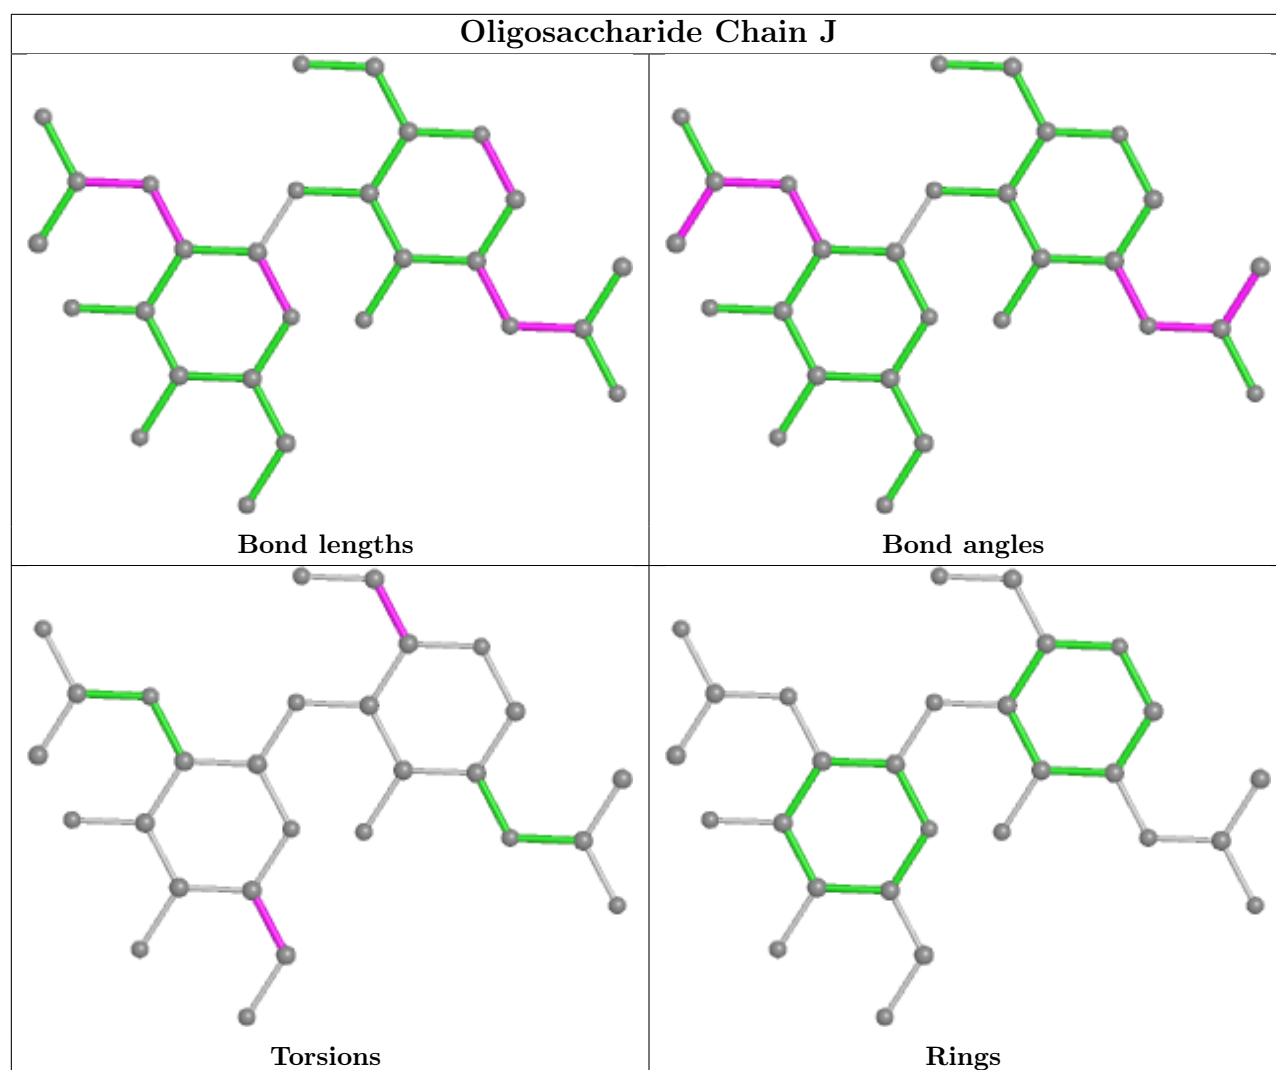 Oligosaccharide Chain J
Bond lengths
Bond angles
Torsions
Rings